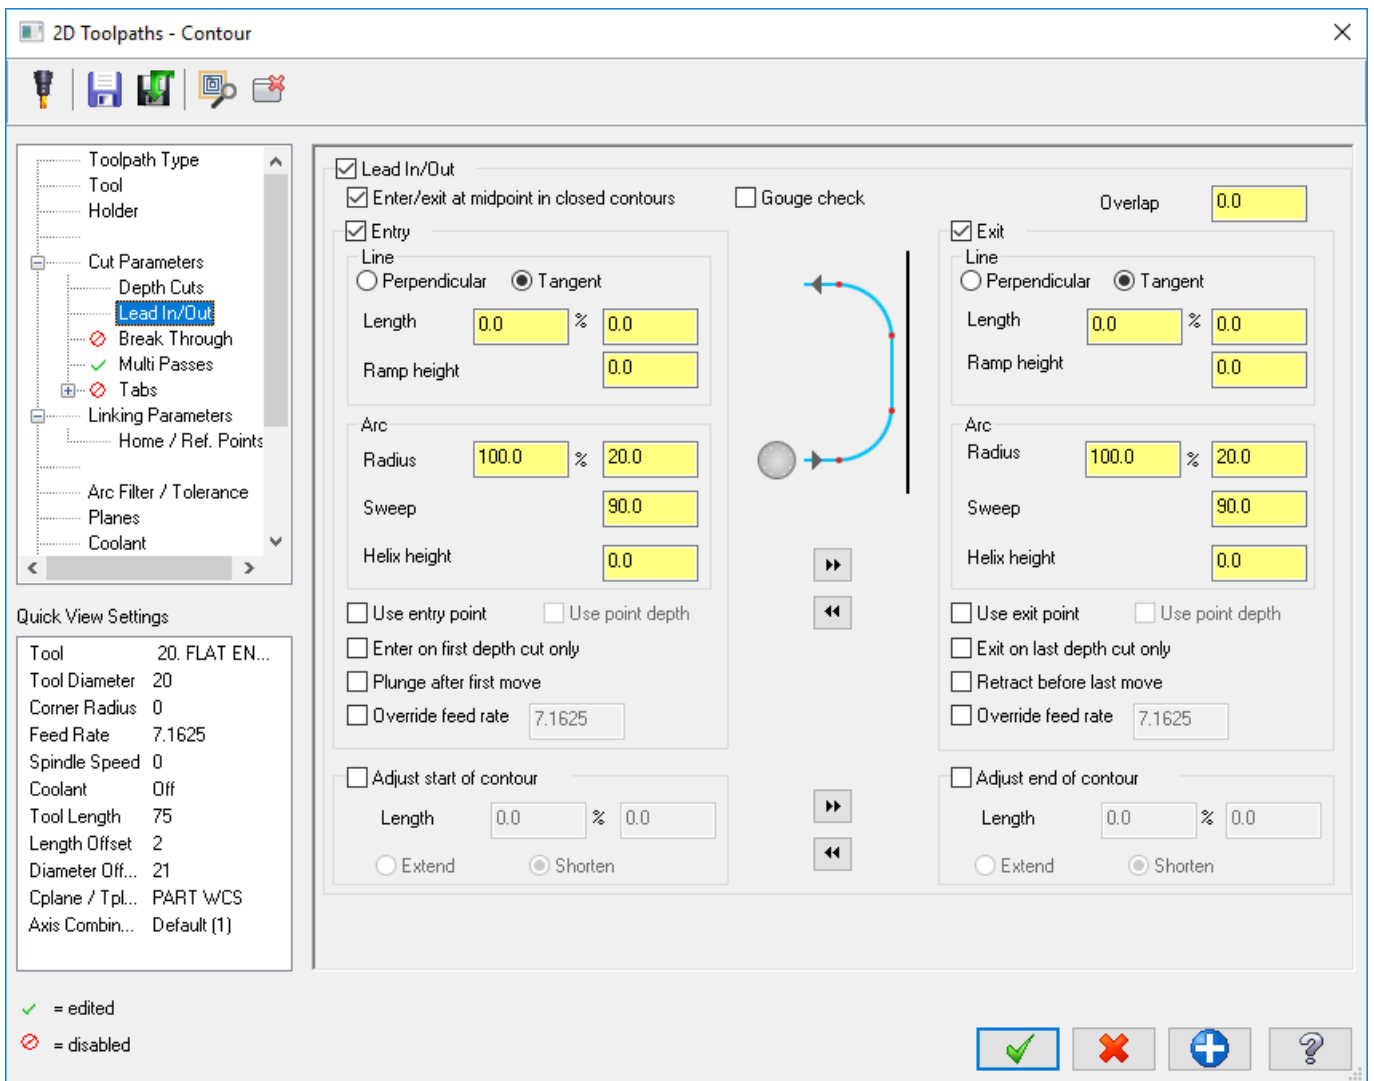 2D Toolpaths - Contour
Toolpath Type
Tool
Holder
Cut Parameters
Depth Cuts
Lead In/Out
Break Through
Multi Passes
Tabs
Linking Parameters
Home / Ref. Points
Arc Filter / Tolerance
Planes
Coolant
Quick View Settings
Tool 20. FLAT EN...
Tool Diameter 20
Corner Radius 0
Feed Rate 7.1625
Spindle Speed 0
Coolant Off
Tool Length 75
Length Offset 2
Diameter Off... 21
Cplane / Tpl... PART WCS
Axis Combin... Default (1)
= edited
= disabled
Lead In/Out
Enter/exit at midpoint in closed contours Gouge check Overlap 0.0
Entry
Line
Perpendicular Tangent
Length 0.0 % 0.0
Ramp height 0.0
Arc
Radius 100.0 % 20.0
Sweep 90.0
Helix height 0.0
Use entry point Use point depth
Enter on first depth cut only
Plunge after first move
Override feed rate 7.1625
Adjust start of contour
Length 0.0 % 0.0
Extend Shorten
Exit
Line
Perpendicular Tangent
Length 0.0 % 0.0
Ramp height 0.0
Arc
Radius 100.0 % 20.0
Sweep 90.0
Helix height 0.0
Use exit point Use point depth
Exit on last depth cut only
Retract before last move
Override feed rate 7.1625
Adjust end of contour
Length 0.0 % 0.0
Extend Shorten